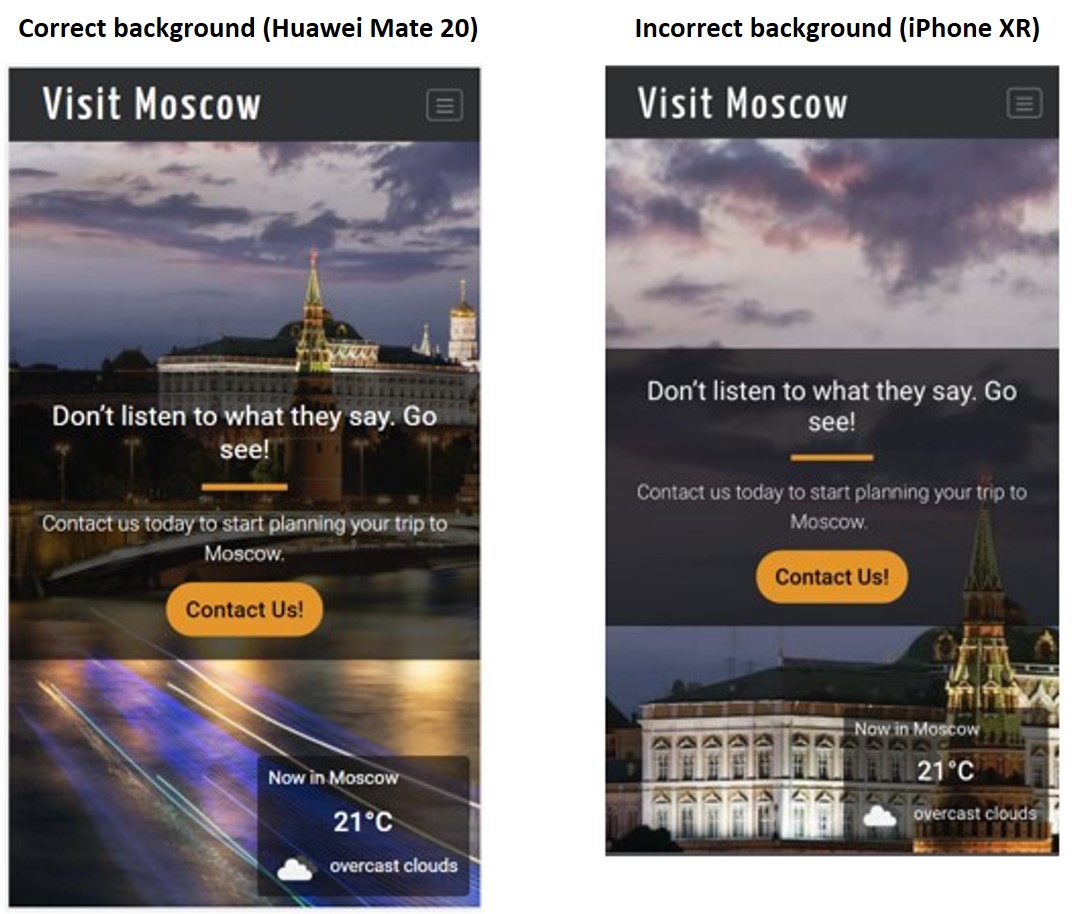 Correct background (Huawei Mate 20)
Incorrect background (iPhone XR)
Visit Moscow
Don’t listen to what they say. Go
see!
Contact us today to start planning your trip to
Moscow.
Contact Us!
Now in Moscow
21°C
overcast clouds
Visit Moscow
Don’t listen to what they say. Go
see!
Contact us today to start planning your trip to
Moscow.
Contact Us!
Now in Moscow
21°C
overcast clouds